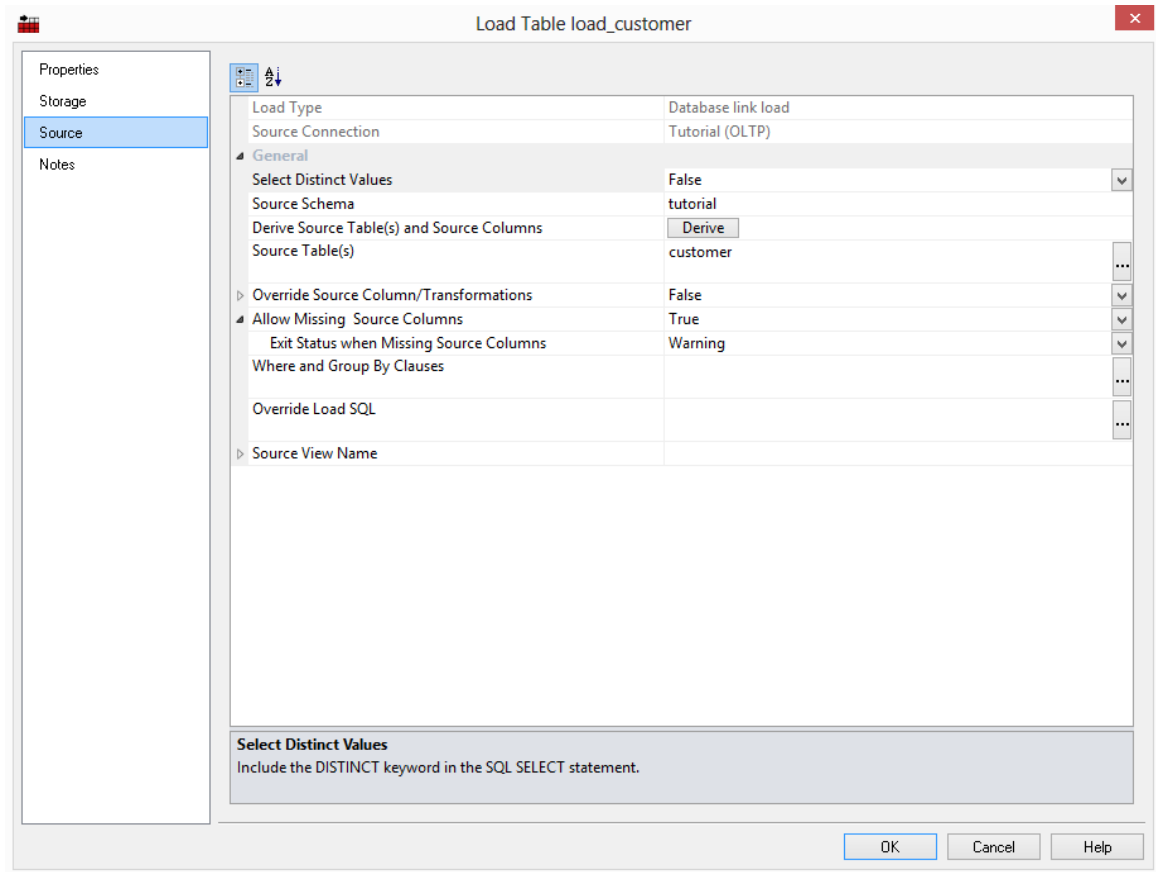 Load Table load_customer
Properties
Storage
Source
Notes
Load Type Database link load
Source Connection Tutorial (OLTP)
General
Select Distinct Values False
Source Schema tutorial
Derive Source Table(s) and Source Columns Derive
Source Table(s) customer
...
Override Source Column/Transformations False
Allow Missing  Source Columns True
Exit Status when Missing Source Columns Warning
Where and Group By Clauses
...
Override Load SQL
...
Source View Name
Select Distinct Values
Include the DISTINCT keyword in the SQL SELECT statement.
OK Cancel Help